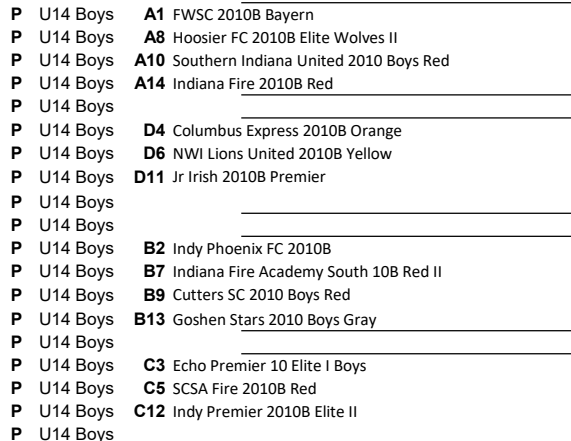 P U14 Boys A1 FWSC 2010B Bayern
P U14 Boys A8 Hoosier FC 2010B Elite Wolves II
P U14 Boys A10 Southern Indiana United 2010 Boys Red
P U14 Boys A14 Indiana Fire 2010B Red
P U14 Boys
P U14 Boys D4 Columbus Express 2010B Orange
P U14 Boys D6 NWI Lions United 2010B Yellow
P U14 Boys D11 Jr Irish 2010B Premier
P U14 Boys
P U14 Boys
P U14 Boys B2 Indy Phoenix FC 2010B
P U14 Boys B7 Indiana Fire Academy South 10B Red II
P U14 Boys B9 Cutters SC 2010 Boys Red
P U14 Boys B13 Goshen Stars 2010 Boys Gray
P U14 Boys
P U14 Boys C3 Echo Premier 10 Elite I Boys
P U14 Boys C5 SCSA Fire 2010B Red
P U14 Boys C12 Indy Premier 2010B Elite II
P U14 Boys